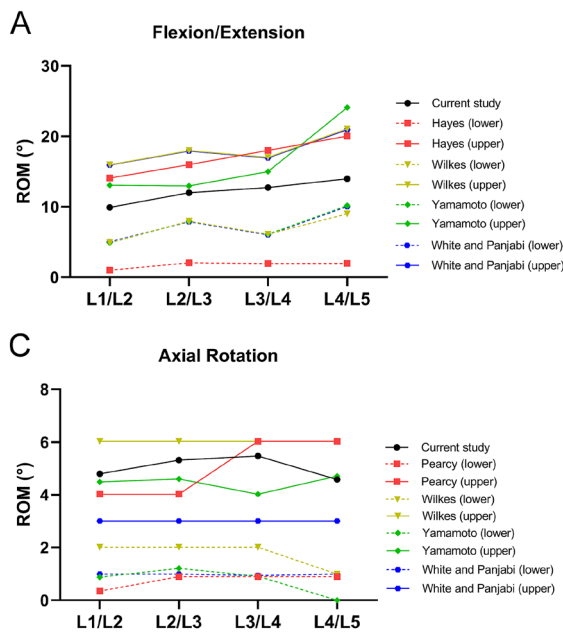 A
Flexion/Extension
30
20
10
0
ROM (°)
L1/L2 L2/L3 L3/L4 L4/L5
Current study
Hayes (lower)
Hayes (upper)
Wilkes (lower)
Wilkes (upper)
Yamamoto (lower)
Yamamoto (upper)
White and Panjabi (lower)
White and Panjabi (upper)
C
Axial Rotation
8
6
4
2
0
ROM (°)
L1/L2 L2/L3 L3/L4 L4/L5
Current study
Pearcy (lower)
Pearcy (upper)
Wilkes (lower)
Wilkes (upper)
Yamamoto (lower)
Yamamoto (upper)
White and Panjabi (lower)
White and Panjabi (upper)